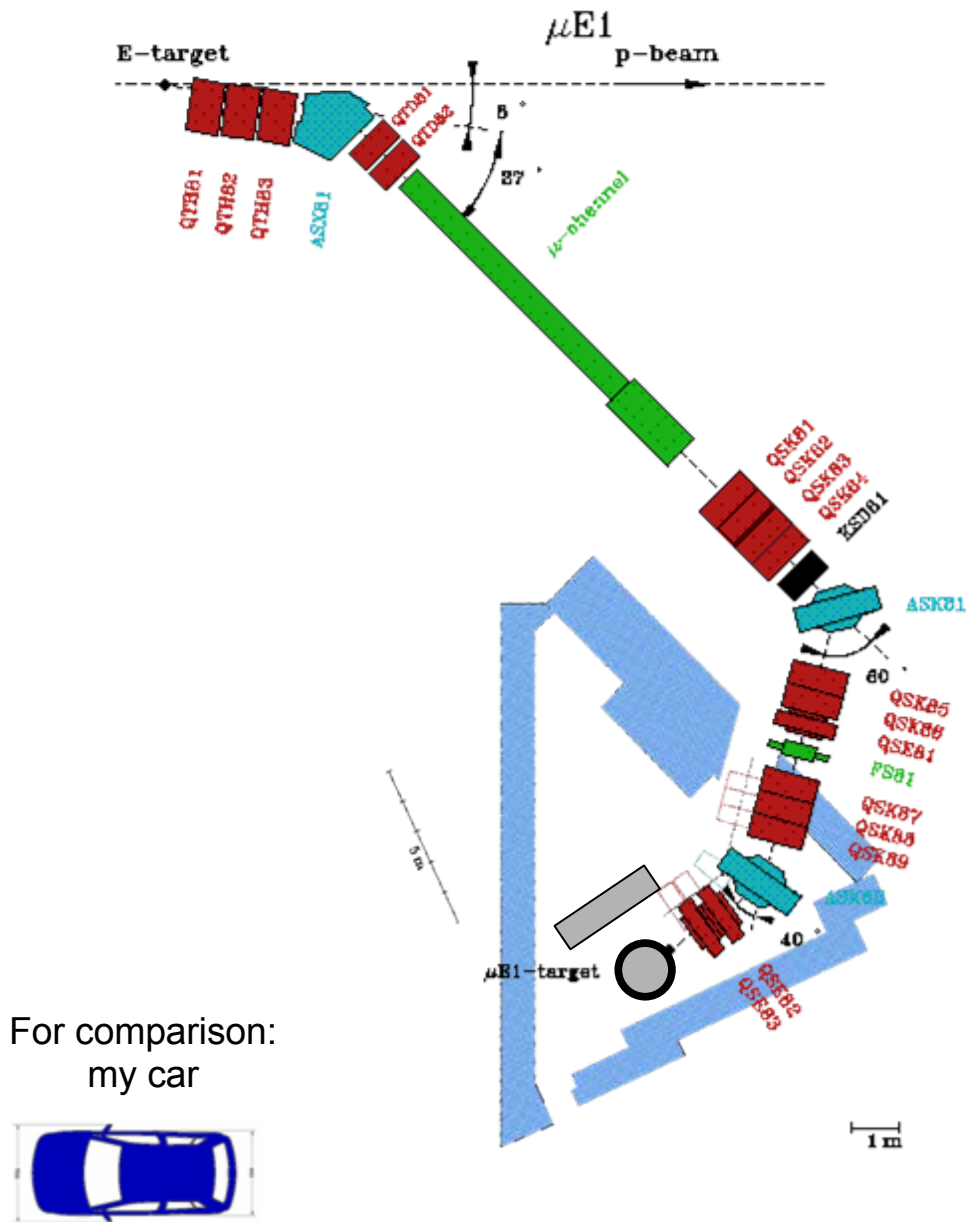 μE1
E-target
p-beam
QTD81
QTD82
8 °
37 °
QTH81
QTH82
QTH83
ASX81
μ-channel
QSK81
QSK82
QSK83
QSK84
KSD81
ASK81
60 °
QSK85
QSK86
QSE81
FS81
QSK87
QSK88
QSK89
5 m
ASK82
40 °
μE1-target
QSE82
QSE83
For comparison:
my car
1 m